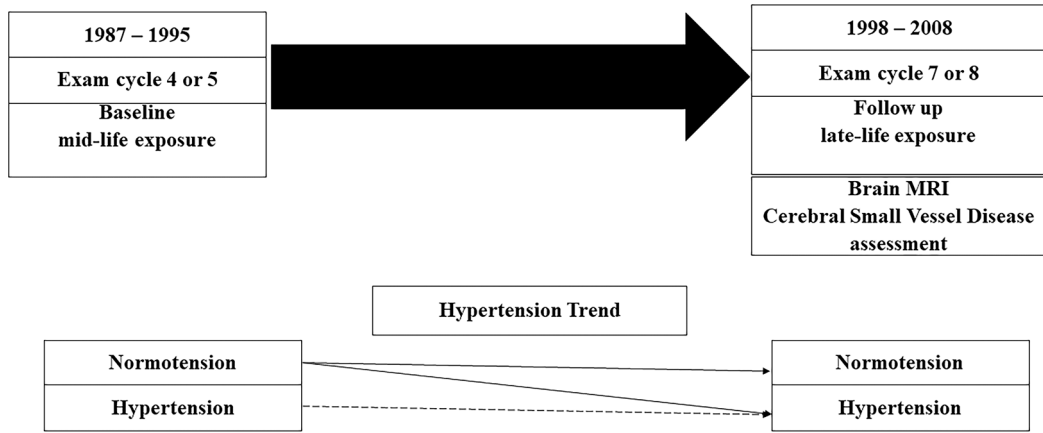 1987 – 1995
Exam cycle 4 or 5
Baseline
mid-life exposure
1998 – 2008
Exam cycle 7 or 8
Follow up
late-life exposure
Brain MRI
Cerebral Small Vessel Disease
assessment
Hypertension Trend
Normotension
Hypertension
Normotension
Hypertension